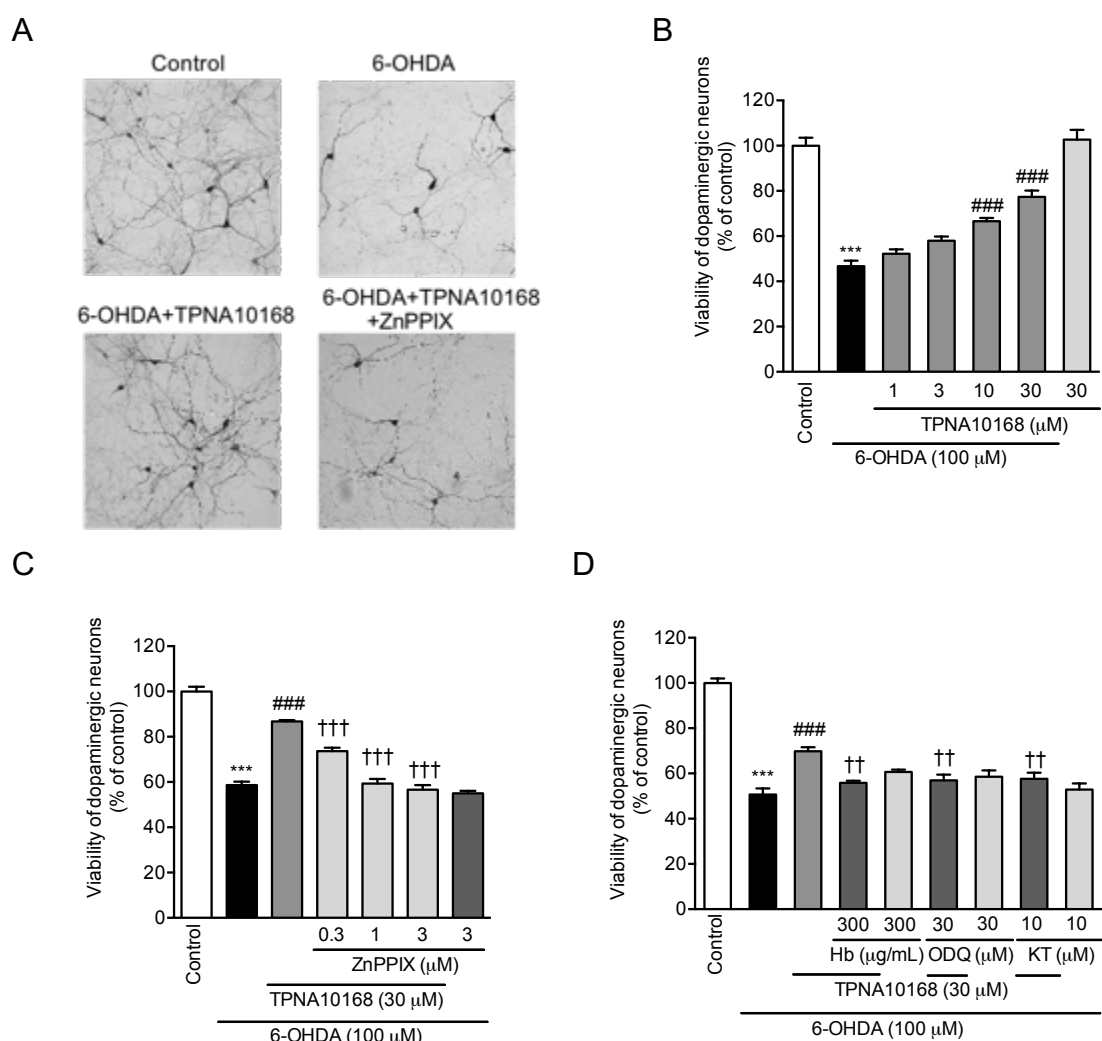 A
Control
6-OHDA
6-OHDA+TPNA10168
6-OHDA+TPNA10168
+ZnPPIX
B
Viability of dopaminergic neurons
(% of control)
120
100
80
60
40
20
0
***
###
###
Control
1
3
10
30
30
TPNA10168 (μM)
6-OHDA (100 μM)
C
Viability of dopaminergic neurons
(% of control)
120
100
80
60
40
20
0
***
###
†††
†††
†††
Control
0.3
1
3
3
ZnPPIX (μM)
TPNA10168 (30 μM)
6-OHDA (100 μM)
D
Viability of dopaminergic neurons
(% of control)
120
100
80
60
40
20
0
***
###
††
††
††
Control
300
300
30
30
10
10
Hb (μg/mL)
ODQ (μM)
KT (μM)
TPNA10168 (30 μM)
6-OHDA (100 μM)